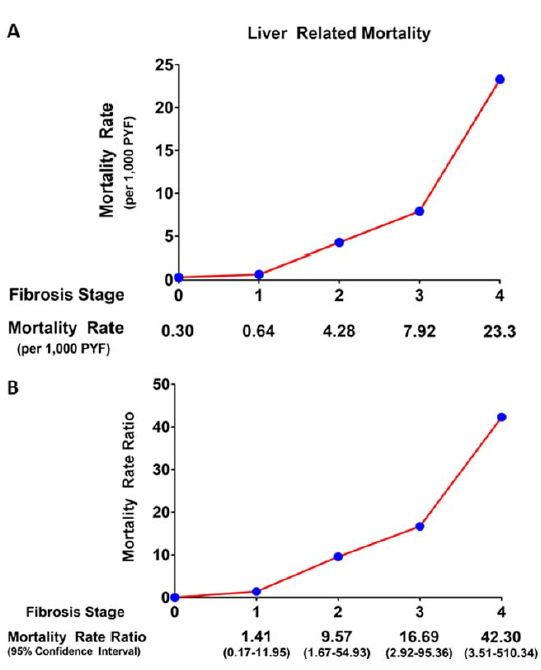 A
Liver Related Mortality
Mortality Rate
(per 1,000 PYF)
25
20
15
10
5
0
Fibrosis Stage 0 1 2 3 4
Mortality Rate 0.30 0.64 4.28 7.92 23.3
(per 1,000 PYF)
B
Mortality Rate Ratio
50
40
30
20
10
0
0 1 2 3 4
Fibrosis Stage
Mortality Rate Ratio 1.41 9.57 16.69 42.30
(95% Confidence Interval) (0.17-11.95) (1.67-54.93) (2.92-95.36) (3.51-510.34)